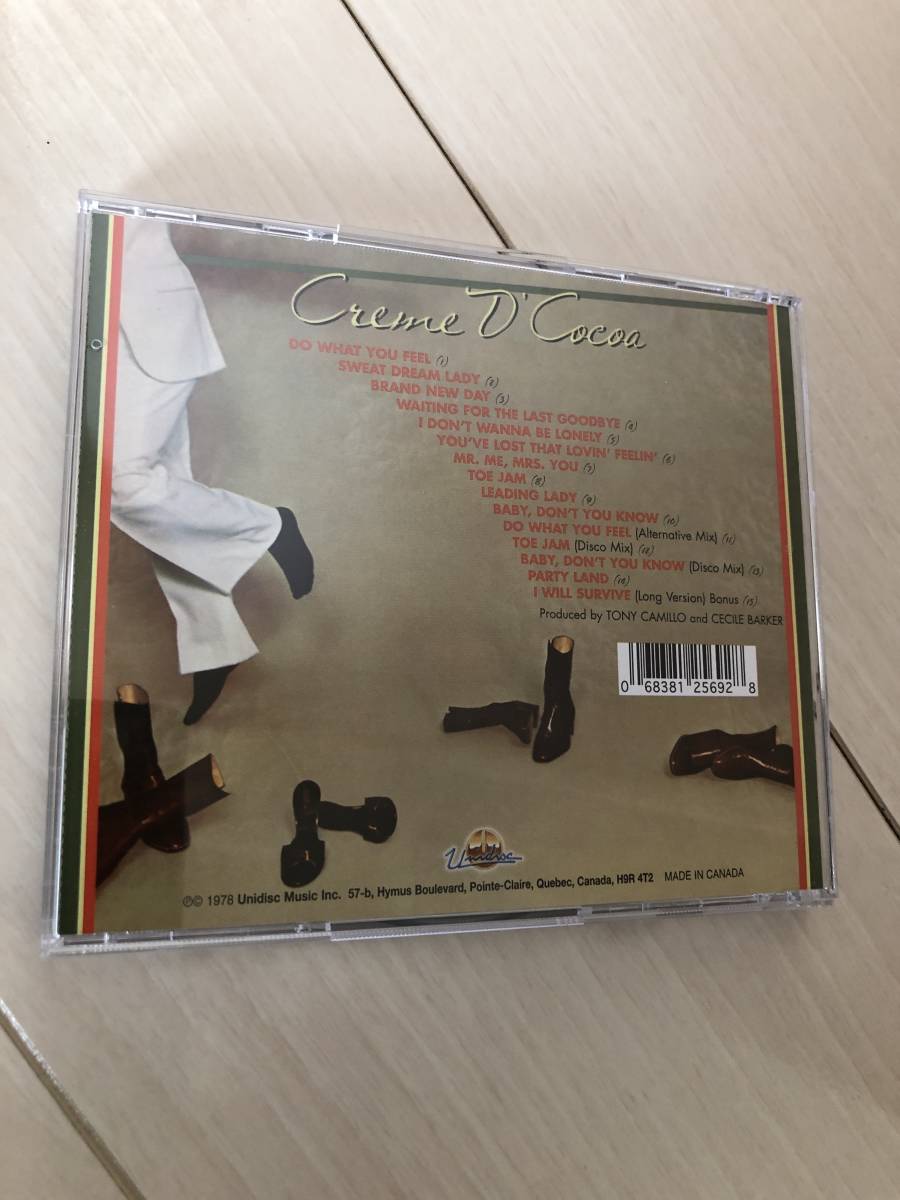 Creme D' Cocoa
DO WHAT YOU FEEL (1)
SWEAT DREAM LADY (2)
BRAND NEW DAY (3)
WAITING FOR THE LAST GOODBYE (4)
I DON'T WANNA BE LONELY (5)
YOU'VE LOST THAT LOVIN' FEELIN' (6)
MR. ME, MRS. YOU (7)
TOE JAM (8)
LEADING LADY (9)
BABY, DON'T YOU KNOW (10)
DO WHAT YOU FEEL (Alternative Mix) (11)
TOE JAM (Disco Mix) (12)
BABY, DON'T YOU KNOW (Disco Mix) (13)
PARTY LAND (14)
I WILL SURVIVE (Long Version) Bonus (15)
Produced by TONY CAMILLO and CECILE BARKER
0 68381 25692 8
Unidisc
℗© 1978 Unidisc Music Inc. 57-b, Hymus Boulevard, Pointe-Claire, Quebec, Canada, H9R 4T2 MADE IN CANADA